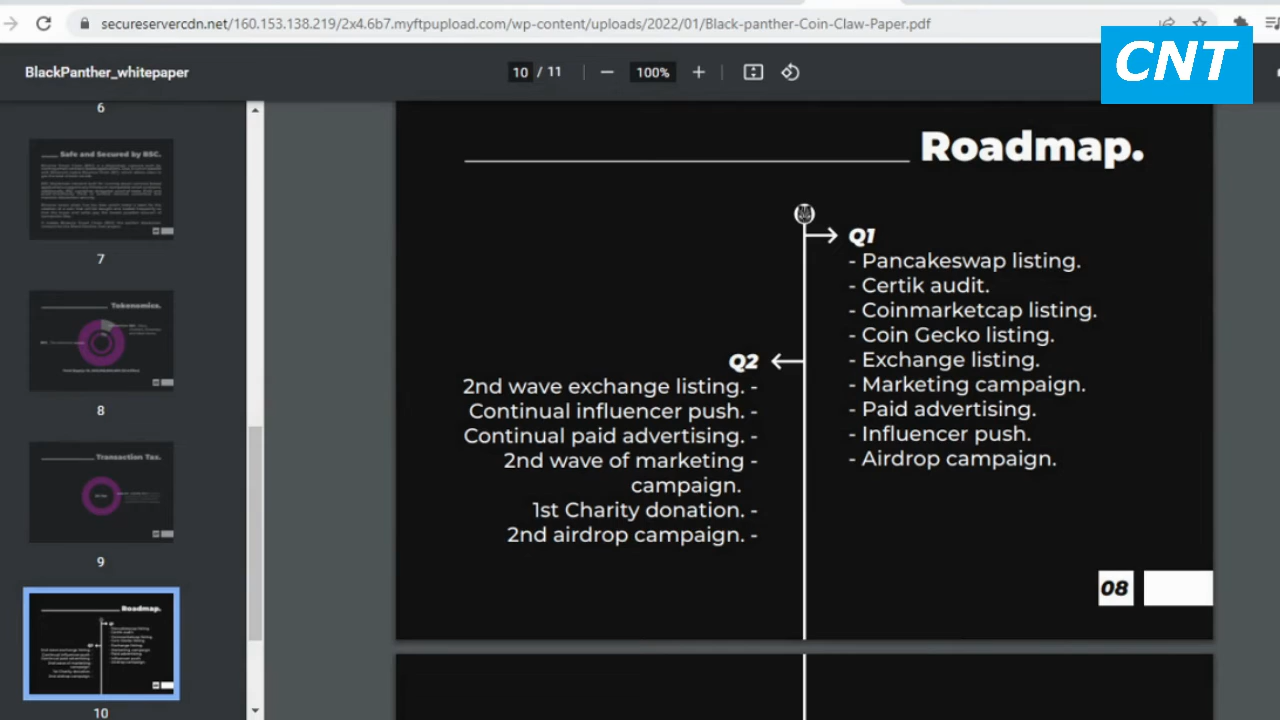 securservercdn.net/160.153.138.219/2x4.6b7.myftpupload.com/wp-content/uploads/2022/01/Black-panther-Coin-Claw-Paper.pdf
CNT
BlackPanther_whitepaper
10 / 11
100%
6
Safe and Secured by BSC.
7
Tokenomics.
8
Transaction Tax.
9
Roadmap.
10
Roadmap.
Q1
- Pancakeswap listing.
- Certik audit.
- Coinmarketcap listing.
- Coin Gecko listing.
- Exchange listing.
- Marketing campaign.
- Paid advertising.
- Influencer push.
- Airdrop campaign.
Q2
2nd wave exchange listing. -
Continual influencer push. -
Continual paid advertising. -
2nd wave of marketing -
campaign.
1st Charity donation. -
2nd airdrop campaign. -
08